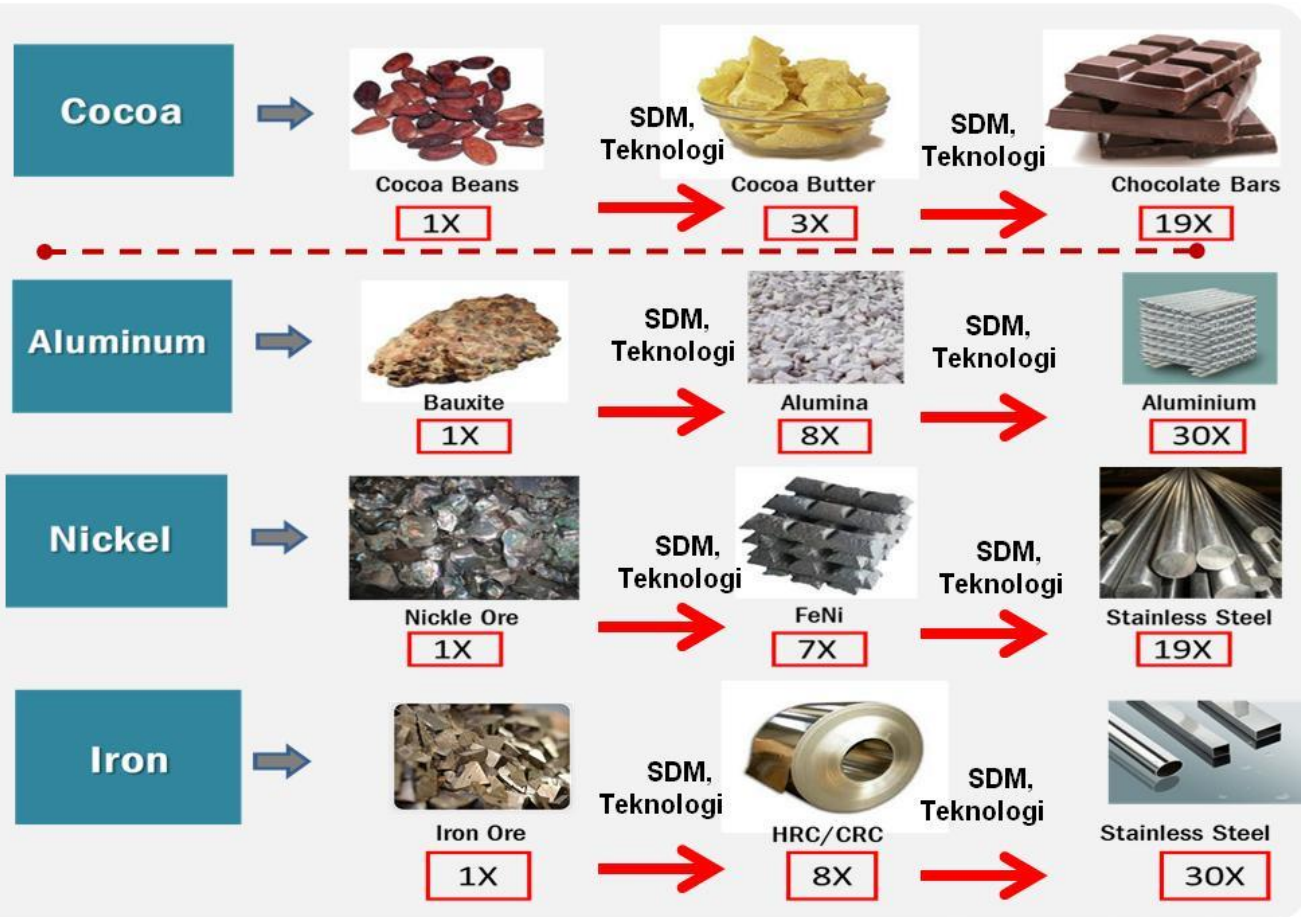 Cocoa
SDM,
Teknologi
SDM,
Teknologi
Cocoa Beans
Cocoa Butter
Chocolate Bars
1X
3X
19X
Aluminum
SDM,
Teknologi
SDM,
Teknologi
Bauxite
Alumina
Aluminium
1X
8X
30X
Nickel
SDM,
Teknologi
SDM,
Teknologi
Nickle Ore
FeNi
Stainless Steel
1X
7X
19X
Iron
SDM,
Teknologi
SDM,
Teknologi
Iron Ore
HRC/CRC
Stainless Steel
1X
8X
30X